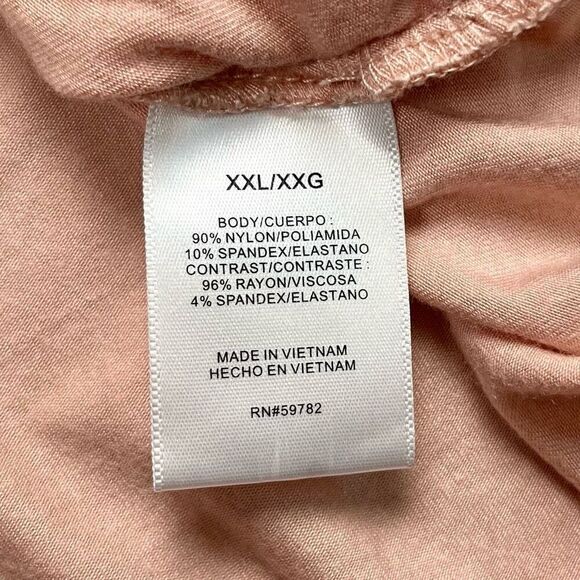 XXL/XXG
BODY/CUERPO :
90% NYLON/POLIAMIDA
10% SPANDEX/ELASTANO
CONTRAST/CONTRASTE :
96% RAYON/VISCOSA
4% SPANDEX/ELASTANO
MADE IN VIETNAM
HECHO EN VIETNAM
RN#59782